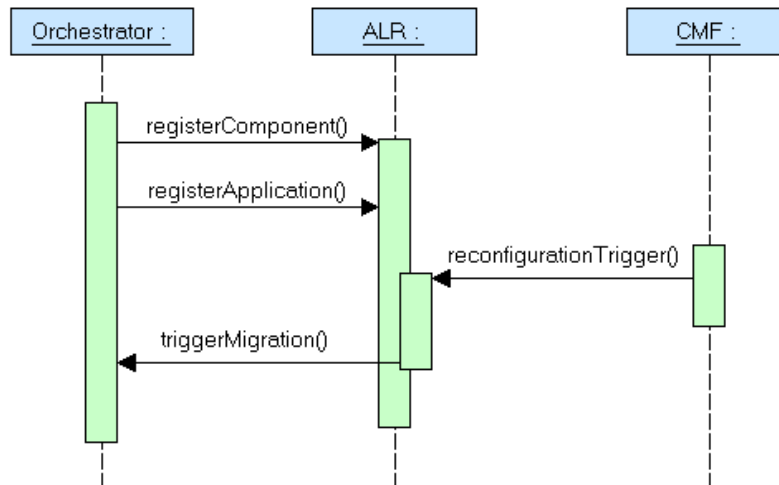 Orchestrator :
ALR :
CMF :
registerComponent()
registerApplication()
reconfigurationTrigger()
triggerMigration()